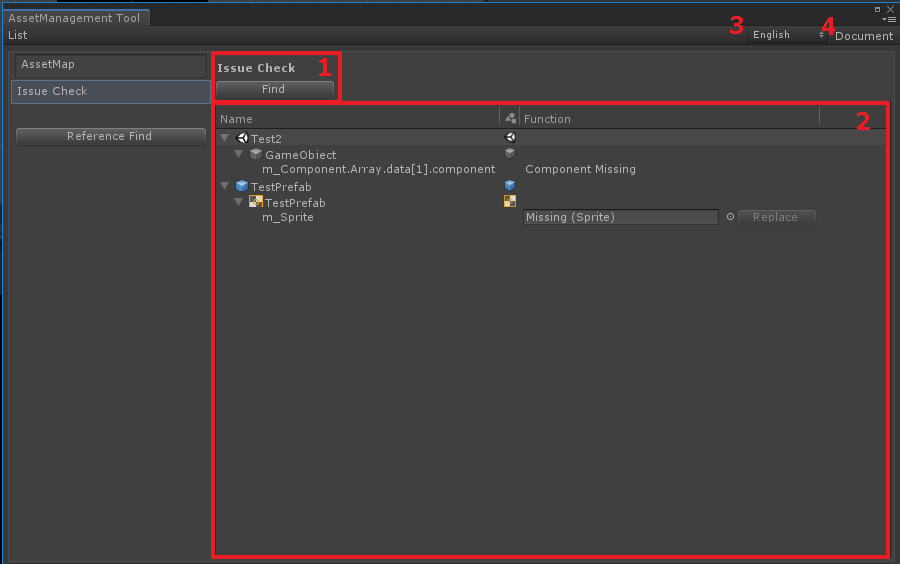 AssetManagement Tool
List
3
English
4
Document
AssetMap
Issue Check
Reference Find
Issue Check
1
Find
2
Name
Function
Test2
GameObiect
m_Component.Array.data[1].component
Component Missing
TestPrefab
TestPrefab
m_Sprite
Missing (Sprite)
Replace